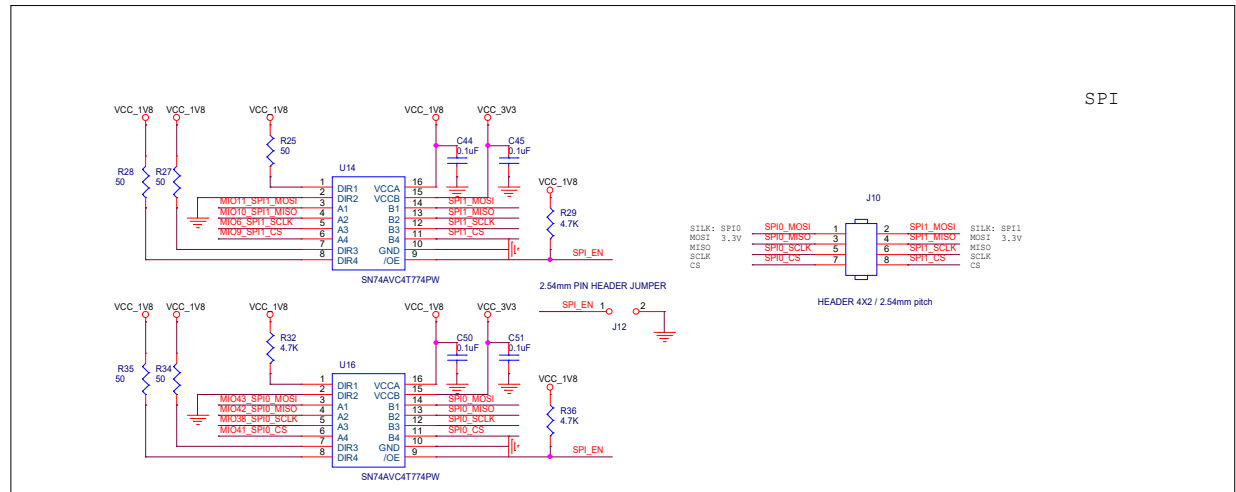 SPI
VCC_1V8 VCC_1V8 VCC_1V8 VCC_1V8 VCC_3V3
R25
50
C44
0.1uF
C45
0.1uF
R28
50
R27
50
U14
VCC_1V8
1 DIR1 VCCA 16
2 DIR2 VCCB 15
MIO11_SPI1_MOSI 3 A1 B1 14 SPI1_MOSI
MIO10_SPI1_MISO 4 A2 B2 13 SPI1_MISO
MIO6_SPI1_SCLK 5 A3 B3 12 SPI1_SCLK
MIO9_SPI1_CS 6 A4 B4 11 SPI1_CS
7 DIR3 GND 10
8 DIR4 /OE 9 SPI_EN
R29
4.7K
SN74AVC4T774PW
J10
SILK: SPI0 SPI0_MOSI 1 2 SPI1_MOSI SILK: SPI1
MOSI 3.3V SPI0_MISO 3 4 SPI1_MISO MOSI 3.3V
MISO SPI0_SCLK 5 6 SPI1_SCLK MISO
SCLK SPI0_CS 7 8 SPI1_CS SCLK
CS CS
HEADER 4X2 / 2.54mm pitch
2.54mm PIN HEADER JUMPER
SPI_EN 1 2
J12
VCC_1V8 VCC_1V8 VCC_1V8 VCC_1V8 VCC_3V3
R32
4.7K
C50
0.1uF
C51
0.1uF
R35
50
R34
50
U16
VCC_1V8
1 DIR1 VCCA 16
2 DIR2 VCCB 15
MIO43_SPI0_MOSI 3 A1 B1 14 SPI0_MOSI
MIO42_SPI0_MISO 4 A2 B2 13 SPI0_MISO
MIO38_SPI0_SCLK 5 A3 B3 12 SPI0_SCLK
MIO41_SPI0_CS 6 A4 B4 11 SPI0_CS
7 DIR3 GND 10
8 DIR4 /OE 9 SPI_EN
R36
4.7K
SN74AVC4T774PW